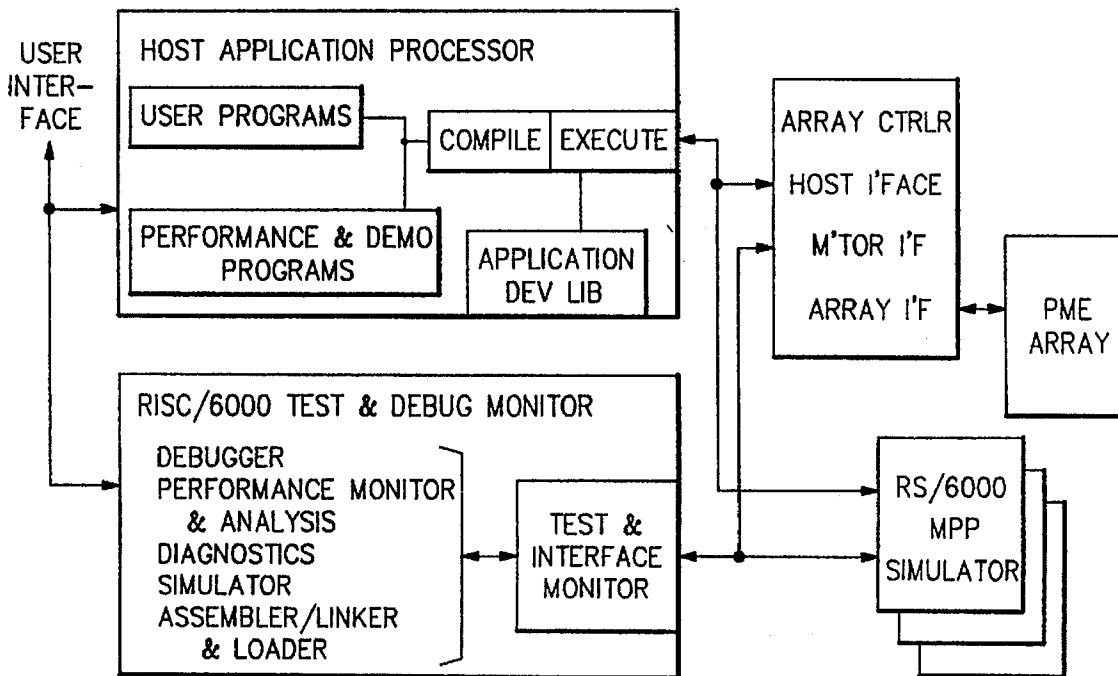 USER
INTER-
FACE
HOST APPLICATION PROCESSOR
USER PROGRAMS
COMPILE
EXECUTE
PERFORMANCE & DEMO
PROGRAMS
APPLICATION
DEV LIB
ARRAY CTRLR
HOST I'FACE
M'TOR I'F
ARRAY I'F
PME
ARRAY
RISC/6000 TEST & DEBUG MONITOR
DEBUGGER
PERFORMANCE MONITOR
& ANALYSIS
DIAGNOSTICS
SIMULATOR
ASSEMBLER/LINKER
& LOADER
TEST &
INTERFACE
MONITOR
RS/6000
MPP
SIMULATOR